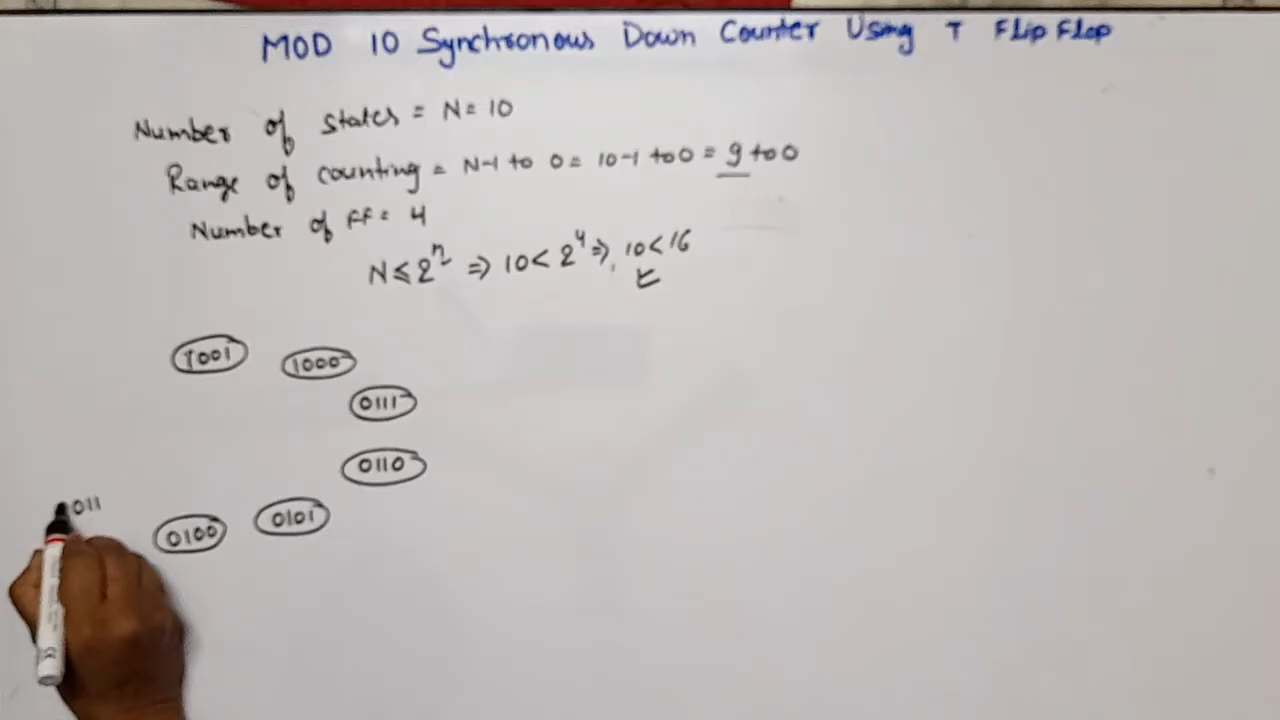 MOD 10 Synchronous Down Counter Using T Flip Flop
Number of states = N = 10
Range of counting = N-1 to 0 = 10-1 to 0 = 9 to 0
Number of FF = 4
N ≤ 2^n ⇒ 10 < 2^4 ⇒ 10 < 16
1001
1000
0111
0110
0101
0100
011